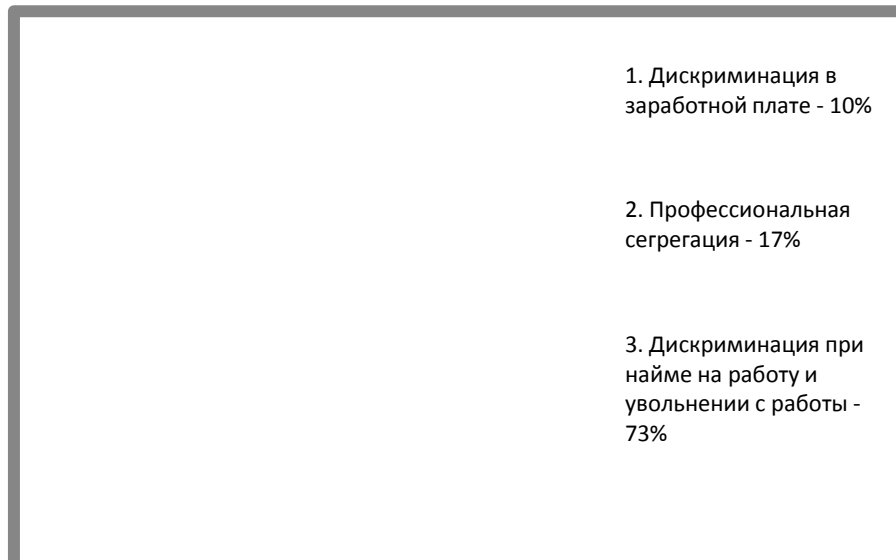 1. Дискриминация в
заработной плате - 10%
2. Профессиональная
сегрегация - 17%
3. Дискриминация при
найме на работу и
увольнении с работы -
73%